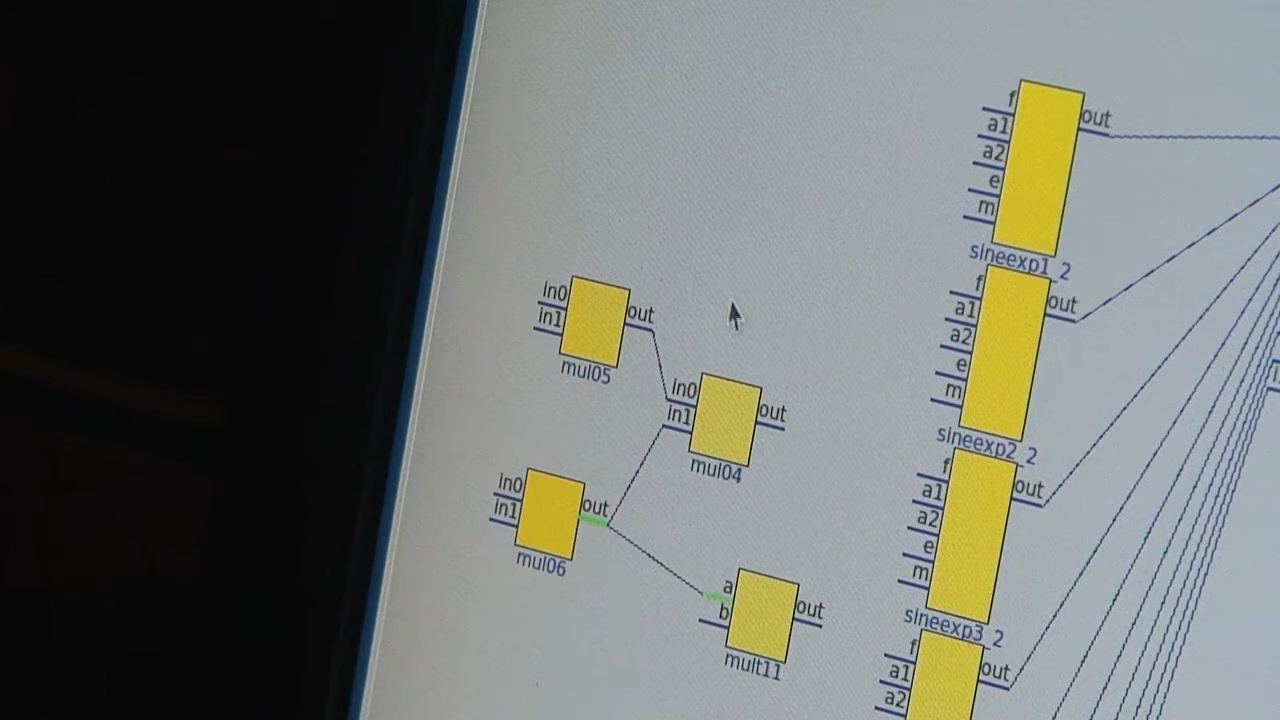 in0
in1
out
mul05
in0
in1
out
mul04
in0
in1
out
mul06
a
b
out
mult11
f
a1
a2
e
m
out
sineexp1_2
f
a1
a2
e
m
out
sineexp2_2
f
a1
a2
e
m
out
sineexp3_2
f
a1
a2
out